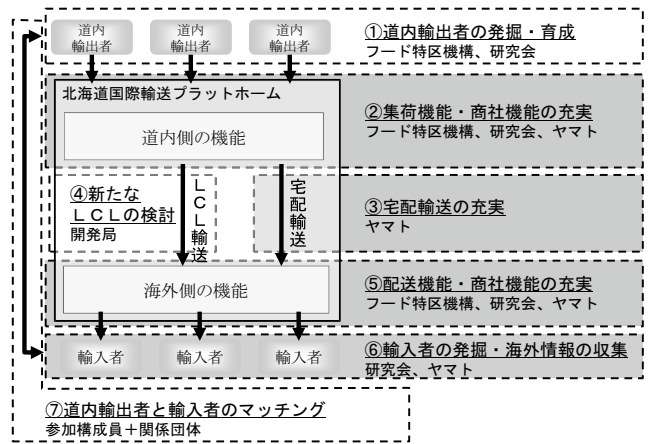 道内
輸出者
道内
輸出者
道内
輸出者
①道内輸出者の発掘・育成
フード特区機構、研究会
北海道国際輸送プラットホーム
道内側の機能
②集荷機能・商社機能の充実
フード特区機構、研究会、ヤマト
④新たな
ＬＣＬの検討
開発局
ＬＣＬ輸送
宅配輸送
③宅配輸送の充実
ヤマト
海外側の機能
⑤配送機能・商社機能の充実
フード特区機構、研究会、ヤマト
輸入者
輸入者
輸入者
⑥輸入者の発掘・海外情報の収集
研究会、ヤマト
⑦道内輸出者と輸入者のマッチング
参加構成員＋関係団体